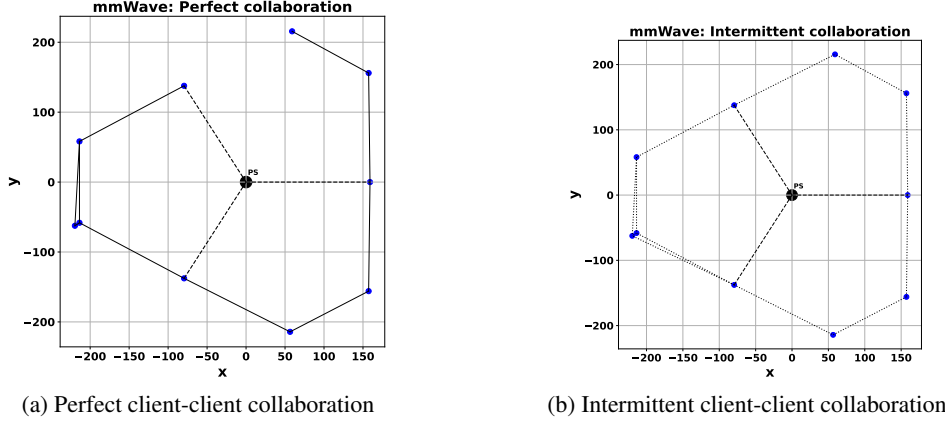 mmWave: Perfect collaboration
200
100
0
−100
−200
y
PS
−200 −150 −100 −50 0 50 100 150
x
(a) Perfect client-client collaboration
mmWave: Intermittent collaboration
200
100
0
−100
−200
y
PS
−200 −150 −100 −50 0 50 100 150
x
(b) Intermittent client-client collaboration